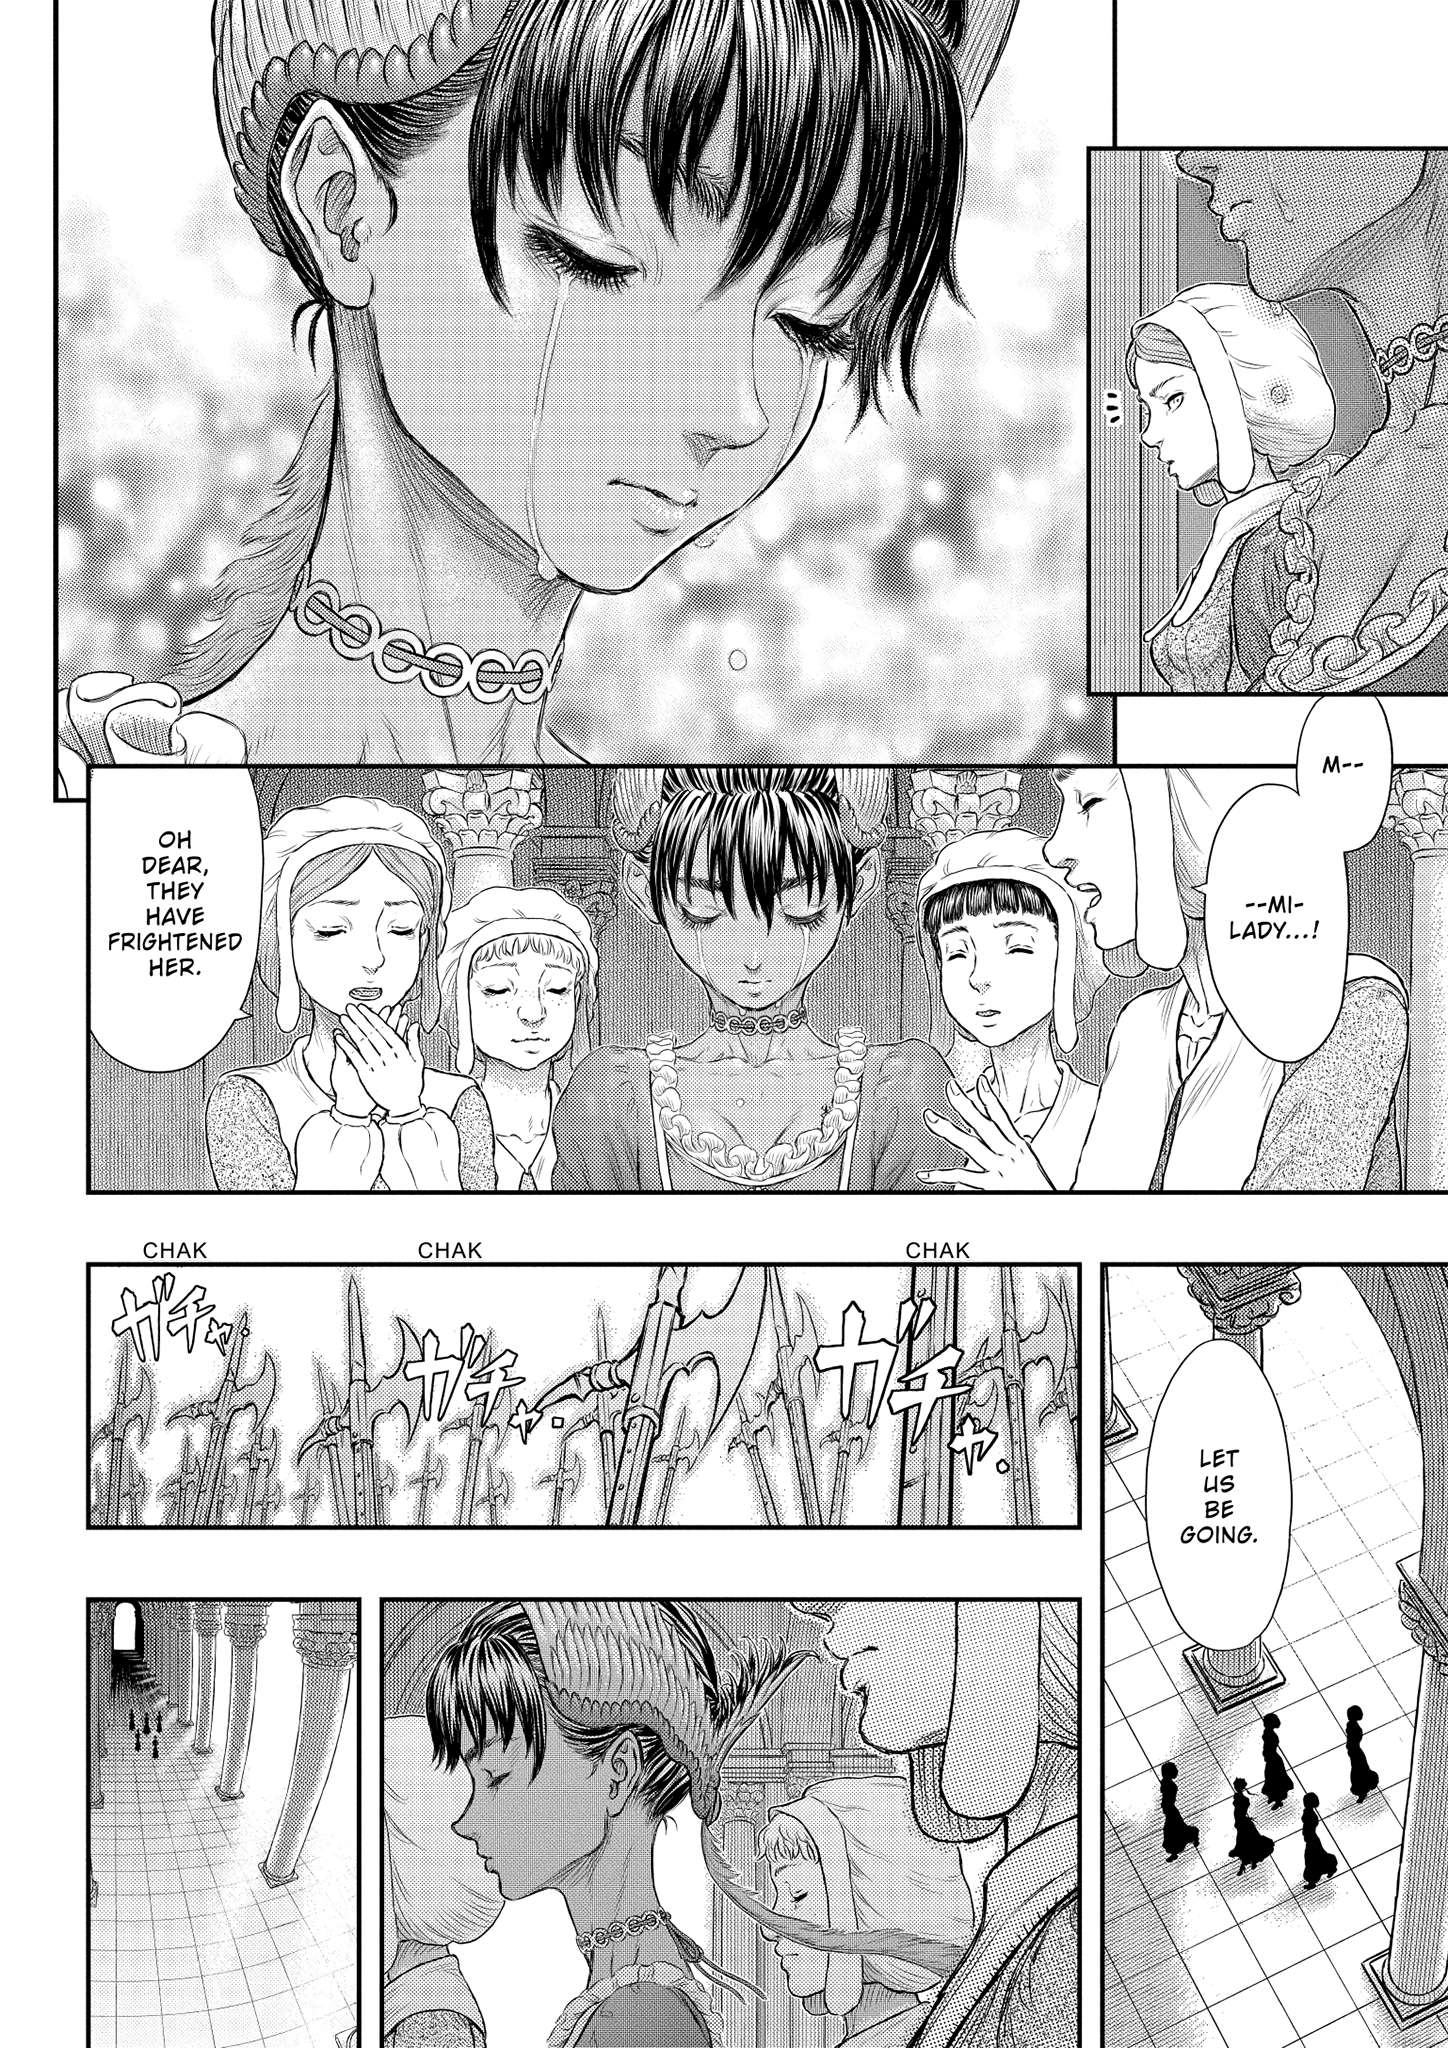 M--
--MI-
LADY...!
OH
DEAR,
THEY
HAVE
FRIGHTENED
HER.
LET
US
BE
GOING.
CHAK
ガチャ.
CHAK
ガチャ.
CHAK
ガチャ.